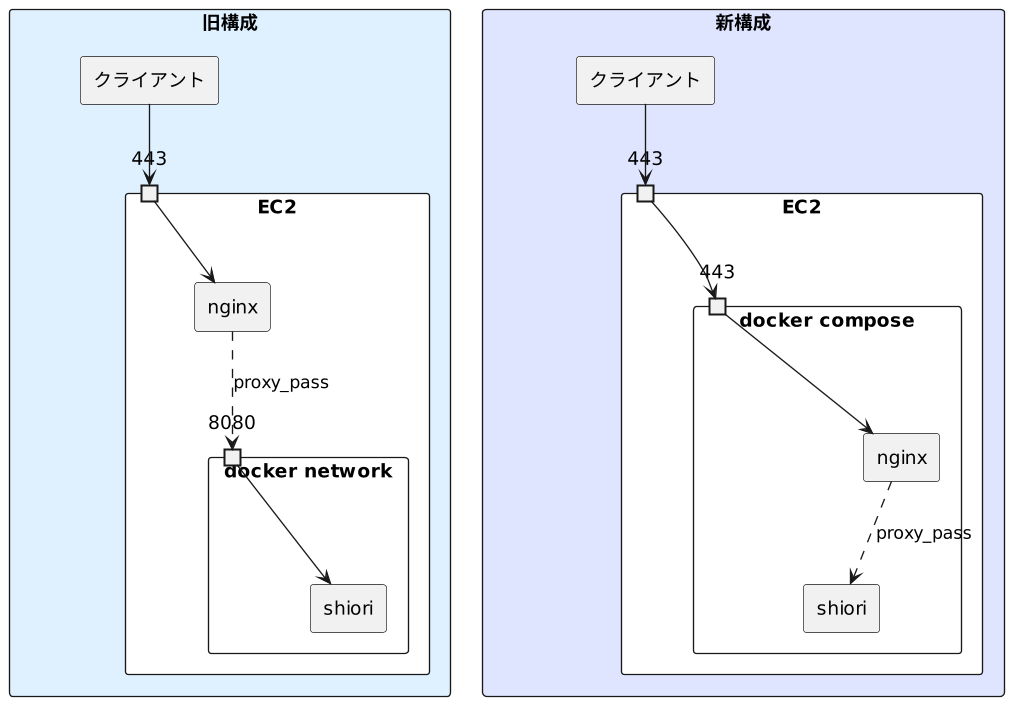 旧構成
クライアント
443
EC2
nginx
proxy_pass
8080
docker network
shiori
新構成
クライアント
443
EC2
443
docker compose
nginx
proxy_pass
shiori